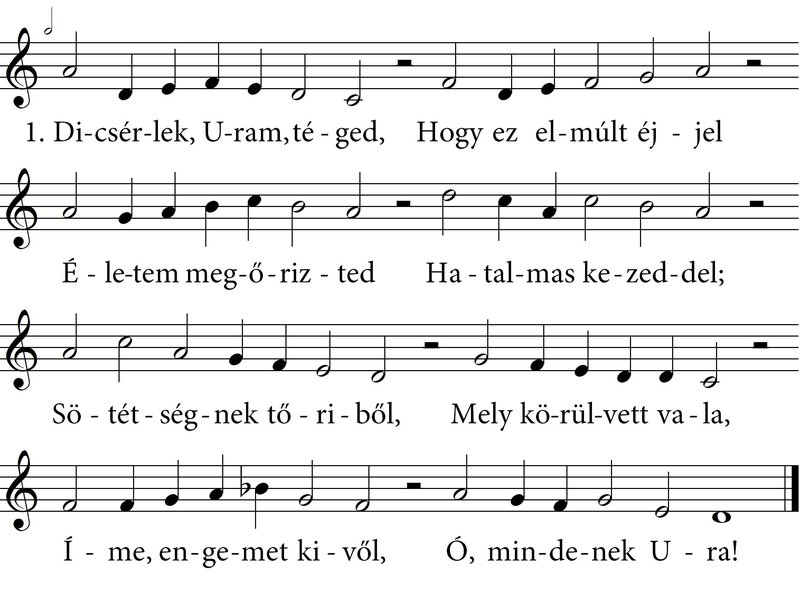 1. Di-csér-lek, U-ram, té - ged, Hogy ez el-múlt éj - jel
É - le-tem meg-ő-riz - ted Ha - tal-mas ke-zed-del;
Sö - tét - ség-nek tő - ri - ből, Mely kö-rül-vett va - la,
Í - me, en-ge-met ki - vől, Ó, min-de-nek U - ra!